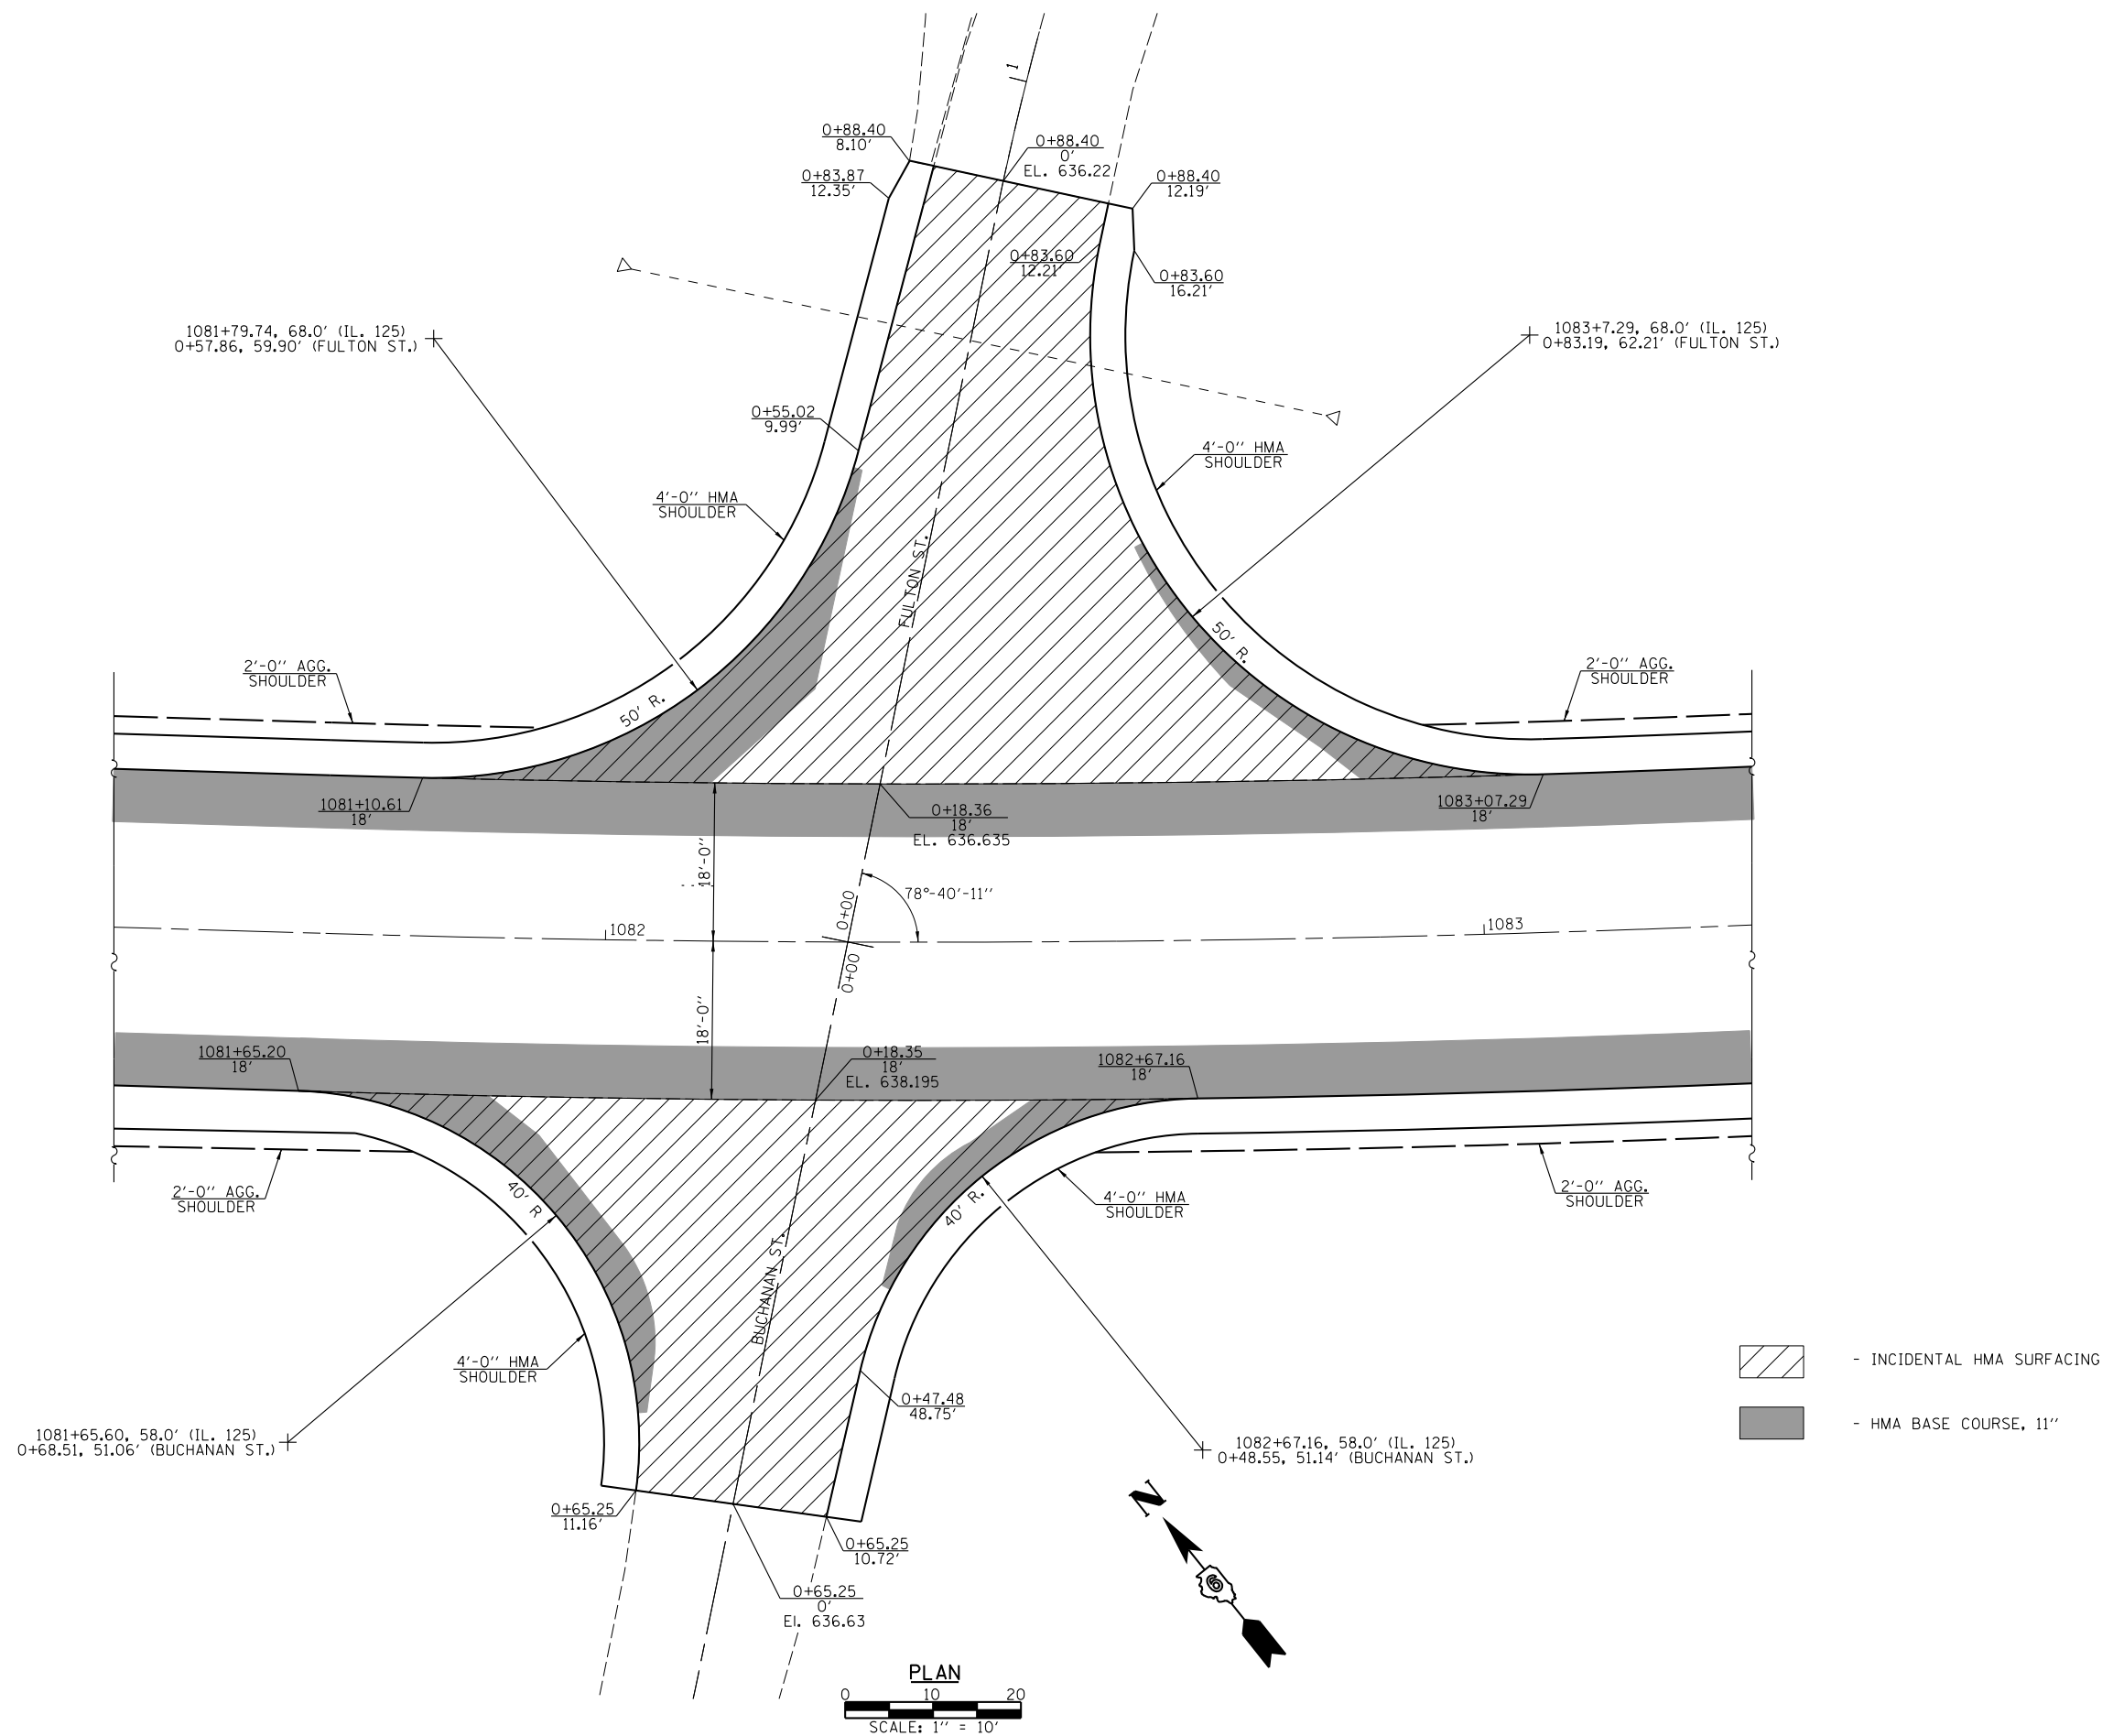 1
0+88.40
8.10'
0+88.40
0'
EL. 636.22
0+83.87
12.35'
0+88.40
12.19'
0+83.60
12.21'
0+83.60
16.21'
1081+79.74, 68.0' (IL. 125)
0+57.86, 59.90' (FULTON ST.)
1083+7.29, 68.0' (IL. 125)
0+83.19, 62.21' (FULTON ST.)
0+55.02
9.99'
4'-0'' HMA
SHOULDER
4'-0'' HMA
SHOULDER
FULTON ST.
50' R.
50' R.
2'-0'' AGG.
SHOULDER
2'-0'' AGG.
SHOULDER
1081+10.61
18'
0+18.36
18'
EL. 636.635
1083+07.29
18'
18'-0''
78°-40'-11''
0+00
1082
1083
0+00
18'-0''
1081+65.20
18'
0+18.35
18'
EL. 638.195
1082+67.16
18'
2'-0'' AGG.
SHOULDER
40' R
40' R.
4'-0'' HMA
SHOULDER
2'-0'' AGG.
SHOULDER
BUCHANAN ST.
4'-0'' HMA
SHOULDER
0+47.48
48.75'
1081+65.60, 58.0' (IL. 125)
0+68.51, 51.06' (BUCHANAN ST.)
1082+67.16, 58.0' (IL. 125)
0+48.55, 51.14' (BUCHANAN ST.)
- INCIDENTAL HMA SURFACING
- HMA BASE COURSE, 11''
0+65.25
11.16'
0+65.25
10.72'
0+65.25
0'
El. 636.63
N
6
PLAN
0 10 20
SCALE: 1'' = 10'